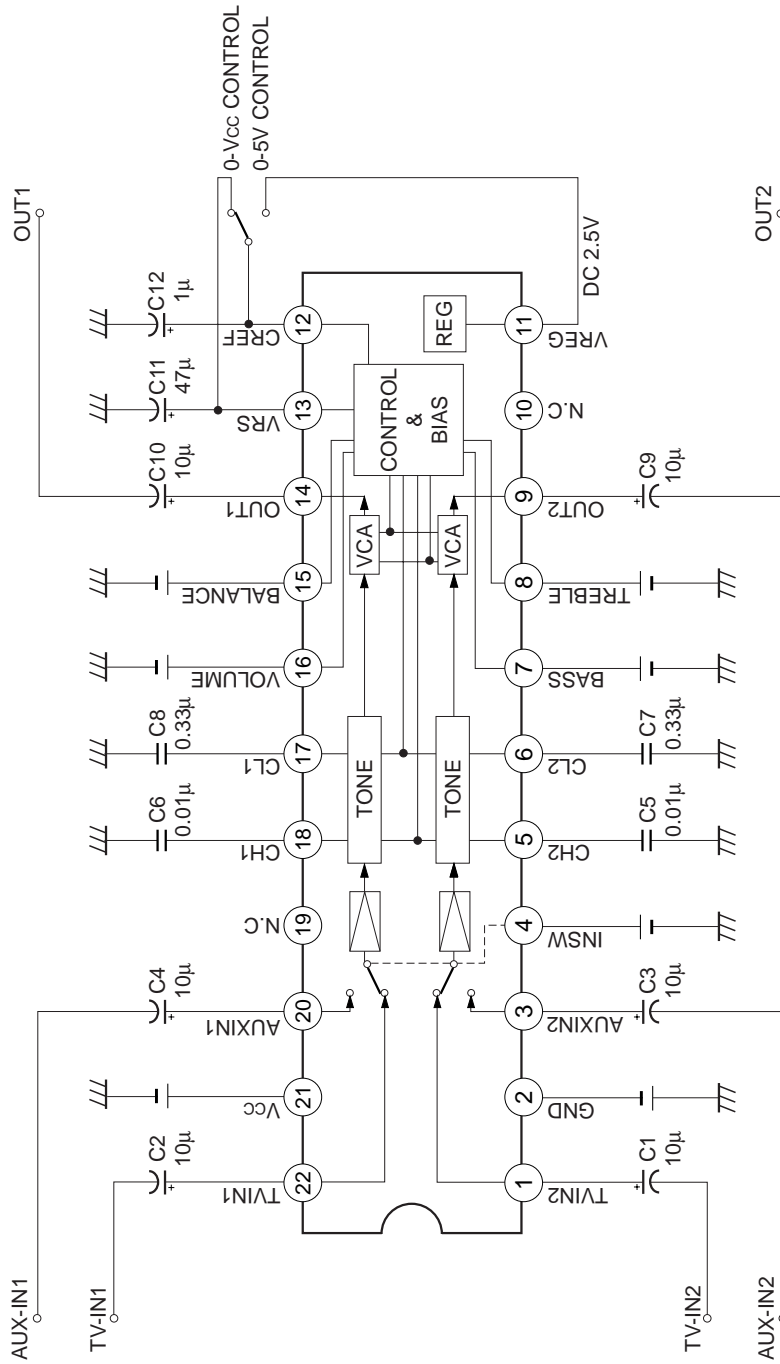 OUT1
0-Vcc CONTROL
0-5V CONTROL
C12
1µ
C11
47µ
C10
10µ
C8
0.33µ
C6
0.01µ
C4
10µ
C2
10µ
AUX-IN1
TV-IN1
12
CREF
13
VRS
14
OUT1
15
BALANCE
16
VOLUME
17
CL1
18
CH1
19
N.C
20
AUXIN1
21
Vcc
22
TVIN1
REG
CONTROL
&
BIAS
VCA
VCA
TONE
TONE
11
VREG
DC 2.5V
10
N.C
9
OUT2
8
TREBLE
7
BASS
6
CL2
5
CH2
4
INSW
3
AUXIN2
2
GND
1
TVIN2
C9
10µ
C7
0.33µ
C5
0.01µ
C3
10µ
C1
10µ
OUT2
TV-IN2
AUX-IN2